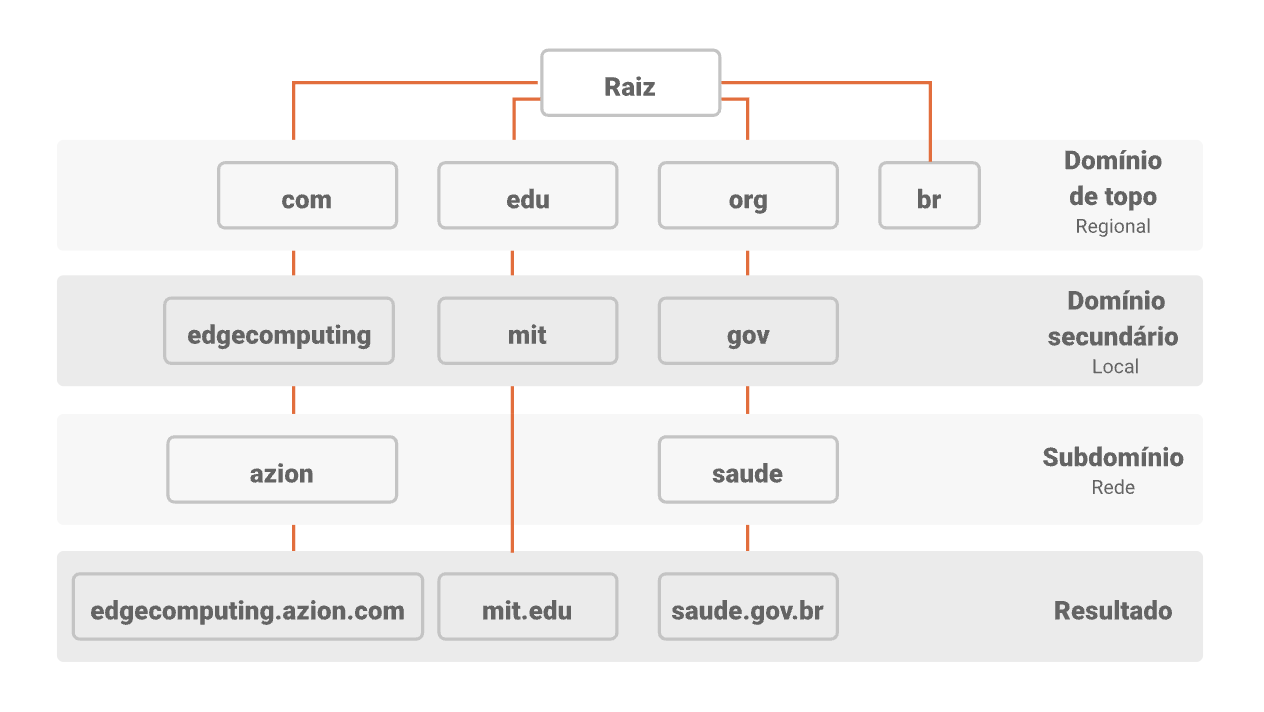 Raiz
com
edu
org
br
Domínio
de topo
Regional
edgecomputing
mit
gov
Domínio
secundário
Local
azion
saude
Subdomínio
Rede
edgecomputing.azion.com
mit.edu
saude.gov.br
Resultado